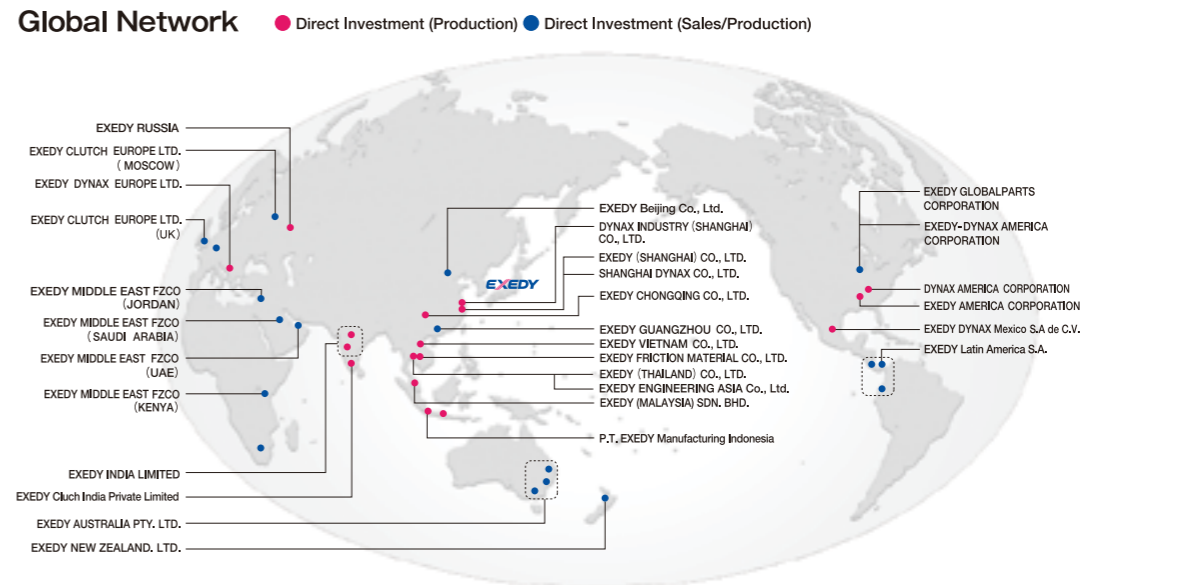 Global Network
Direct Investment (Production)
Direct Investment (Sales/Production)
EXEDY RUSSIA
EXEDY CLUTCH EUROPE LTD.
(MOSCOW)
EXEDY DYNAX EUROPE LTD.
EXEDY CLUTCH EUROPE LTD.
(UK)
EXEDY MIDDLE EAST FZCO
(JORDAN)
EXEDY MIDDLE EAST FZCO
(SAUDI ARABIA)
EXEDY MIDDLE EAST FZCO
(UAE)
EXEDY MIDDLE EAST FZCO
(KENYA)
EXEDY INDIA LIMITED
EXEDY Cluch India Private Limited
EXEDY AUSTRALIA PTY. LTD.
EXEDY NEW ZEALAND. LTD.
EXEDY
EXEDY Beijing Co., Ltd.
DYNAX INDUSTRY (SHANGHAI)
CO., LTD.
EXEDY (SHANGHAI) CO., LTD.
SHANGHAI DYNAX CO., LTD.
EXEDY CHONGQING CO., LTD.
EXEDY GUANGZHOU CO., LTD.
EXEDY VIETNAM CO., LTD.
EXEDY FRICTION MATERIAL CO., LTD.
EXEDY (THAILAND) CO., LTD.
EXEDY ENGINEERING ASIA Co., Ltd.
EXEDY (MALAYSIA) SDN. BHD.
P.T. EXEDY Manufacturing Indonesia
EXEDY GLOBALPARTS
CORPORATION
EXEDY-DYNAX AMERICA
CORPORATION
DYNAX AMERICA CORPORATION
EXEDY AMERICA CORPORATION
EXEDY DYNAX Mexico S.A de C.V.
EXEDY Latin America S.A.